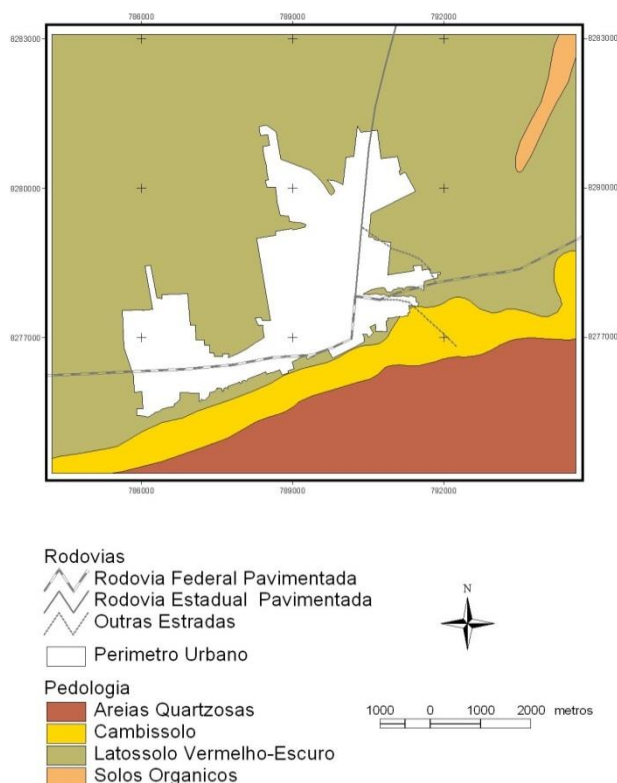 786000 789000 792000
8283000 8283000
8280000 8280000
8277000 8277000
786000 789000 792000
Rodovias
Rodovia Federal Pavimentada
Rodovia Estadual Pavimentada
Outras Estradas
Perimetro Urbano
Pedologia
Areias Quartzosas
Cambissolo
Latossolo Vermelho-Escuro
Solos Organicos
N
1000 0 1000 2000 metros